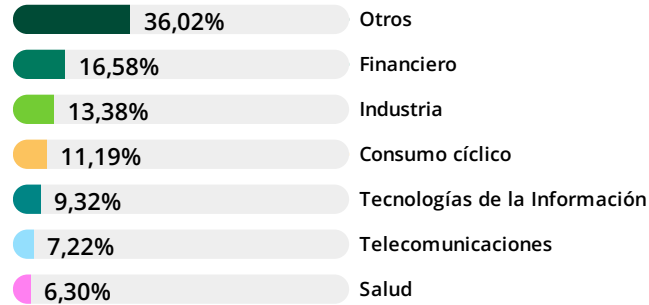 36,02% Otros
16,58% Financiero
13,38% Industria
11,19% Consumo cíclico
9,32% Tecnologías de la Información
7,22% Telecomunicaciones
6,30% Salud